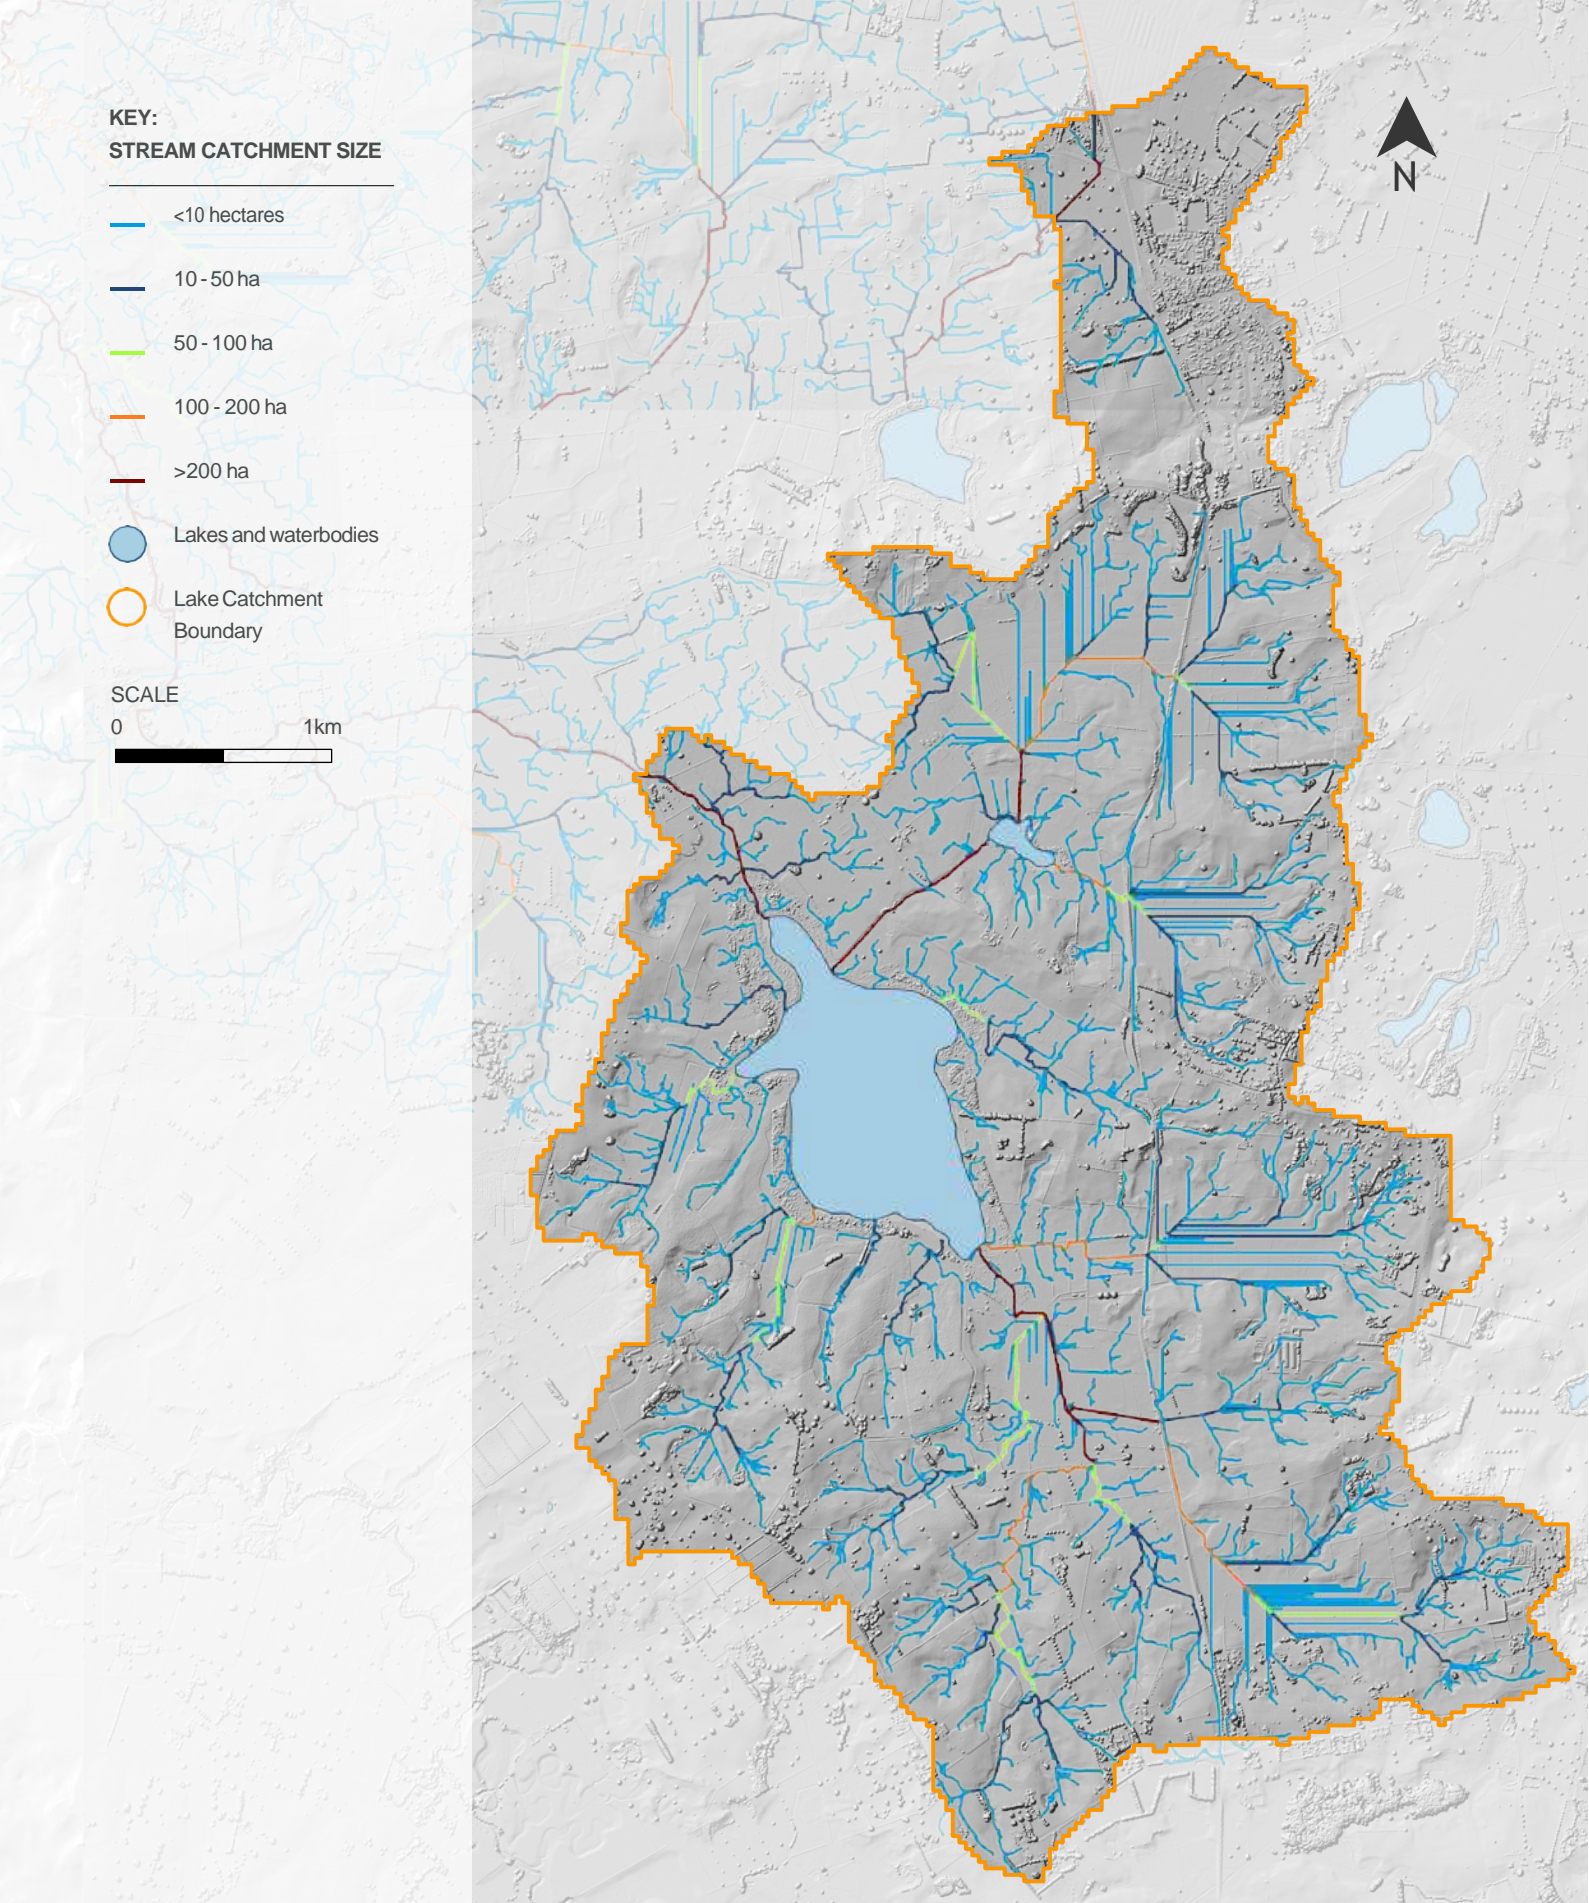 KEY:
STREAM CATCHMENT SIZE
<10 hectares
10 - 50 ha
50 - 100 ha
100 - 200 ha
>200 ha
Lakes and waterbodies
Lake Catchment
Boundary
SCALE
0 1km
N